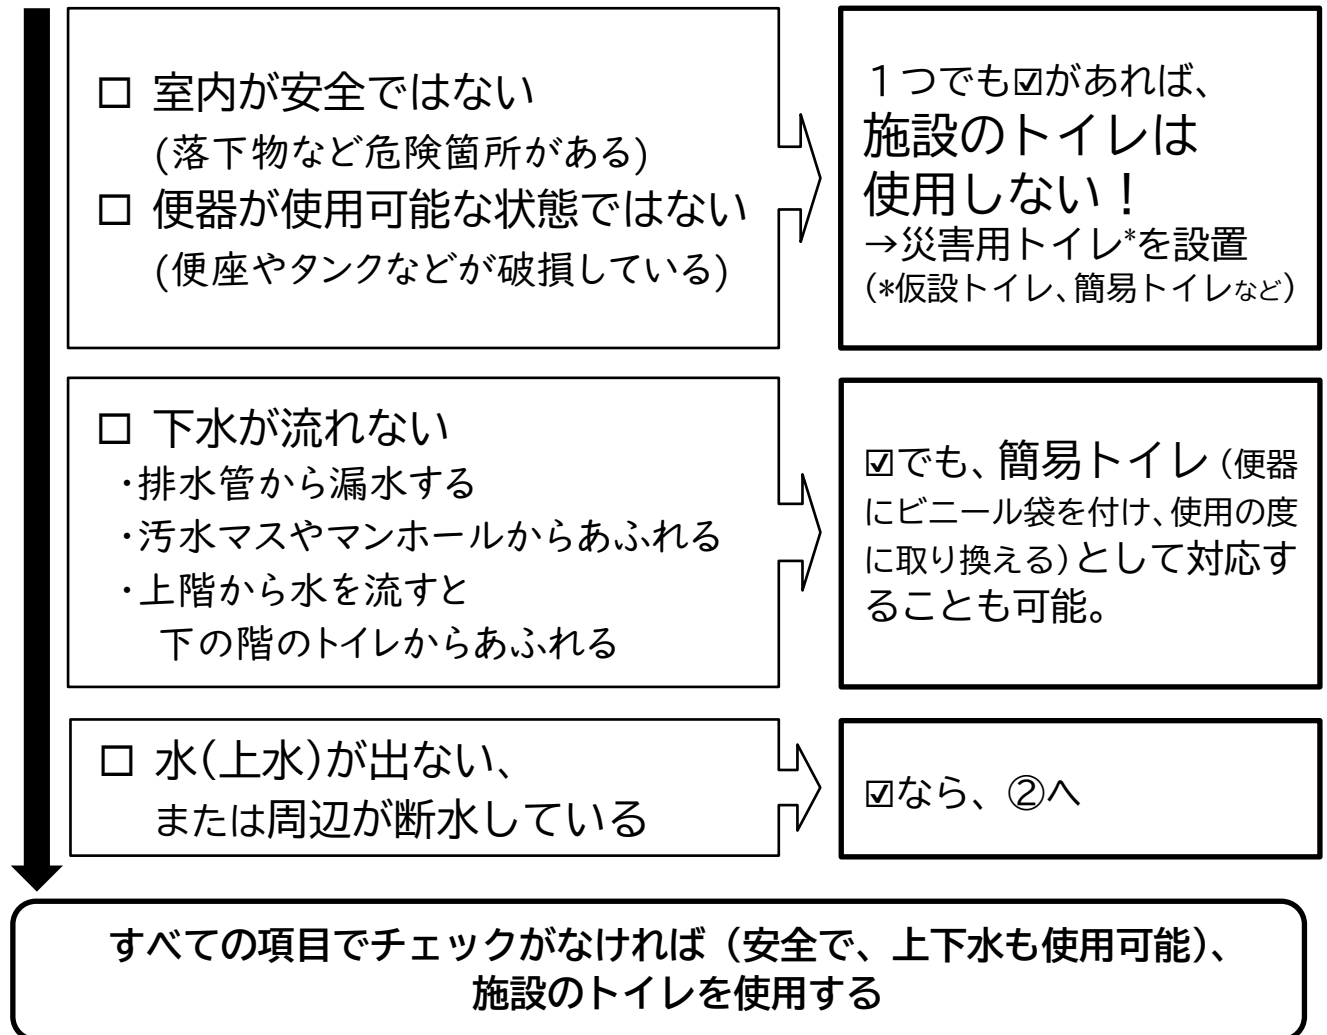 □ 室内が安全ではない
(落下物など危険箇所がある)
□ 便器が使用可能な状態ではない
(便座やタンクなどが破損している)
１つでも☑があれば、
施設のトイレは
使用しない！
→災害用トイレ*を設置
(*仮設トイレ、簡易トイレなど)
□ 下水が流れない
・排水管から漏水する
・汚水マスやマンホールからあふれる
・上階から水を流すと
下の階のトイレからあふれる
☑でも、簡易トイレ(便器
にビニール袋を付け、使用の度
に取り換える)として対応す
ることも可能。
□ 水(上水)が出ない、
または周辺が断水している
☑なら、②へ
すべての項目でチェックがなければ（安全で、上下水も使用可能）、
施設のトイレを使用する